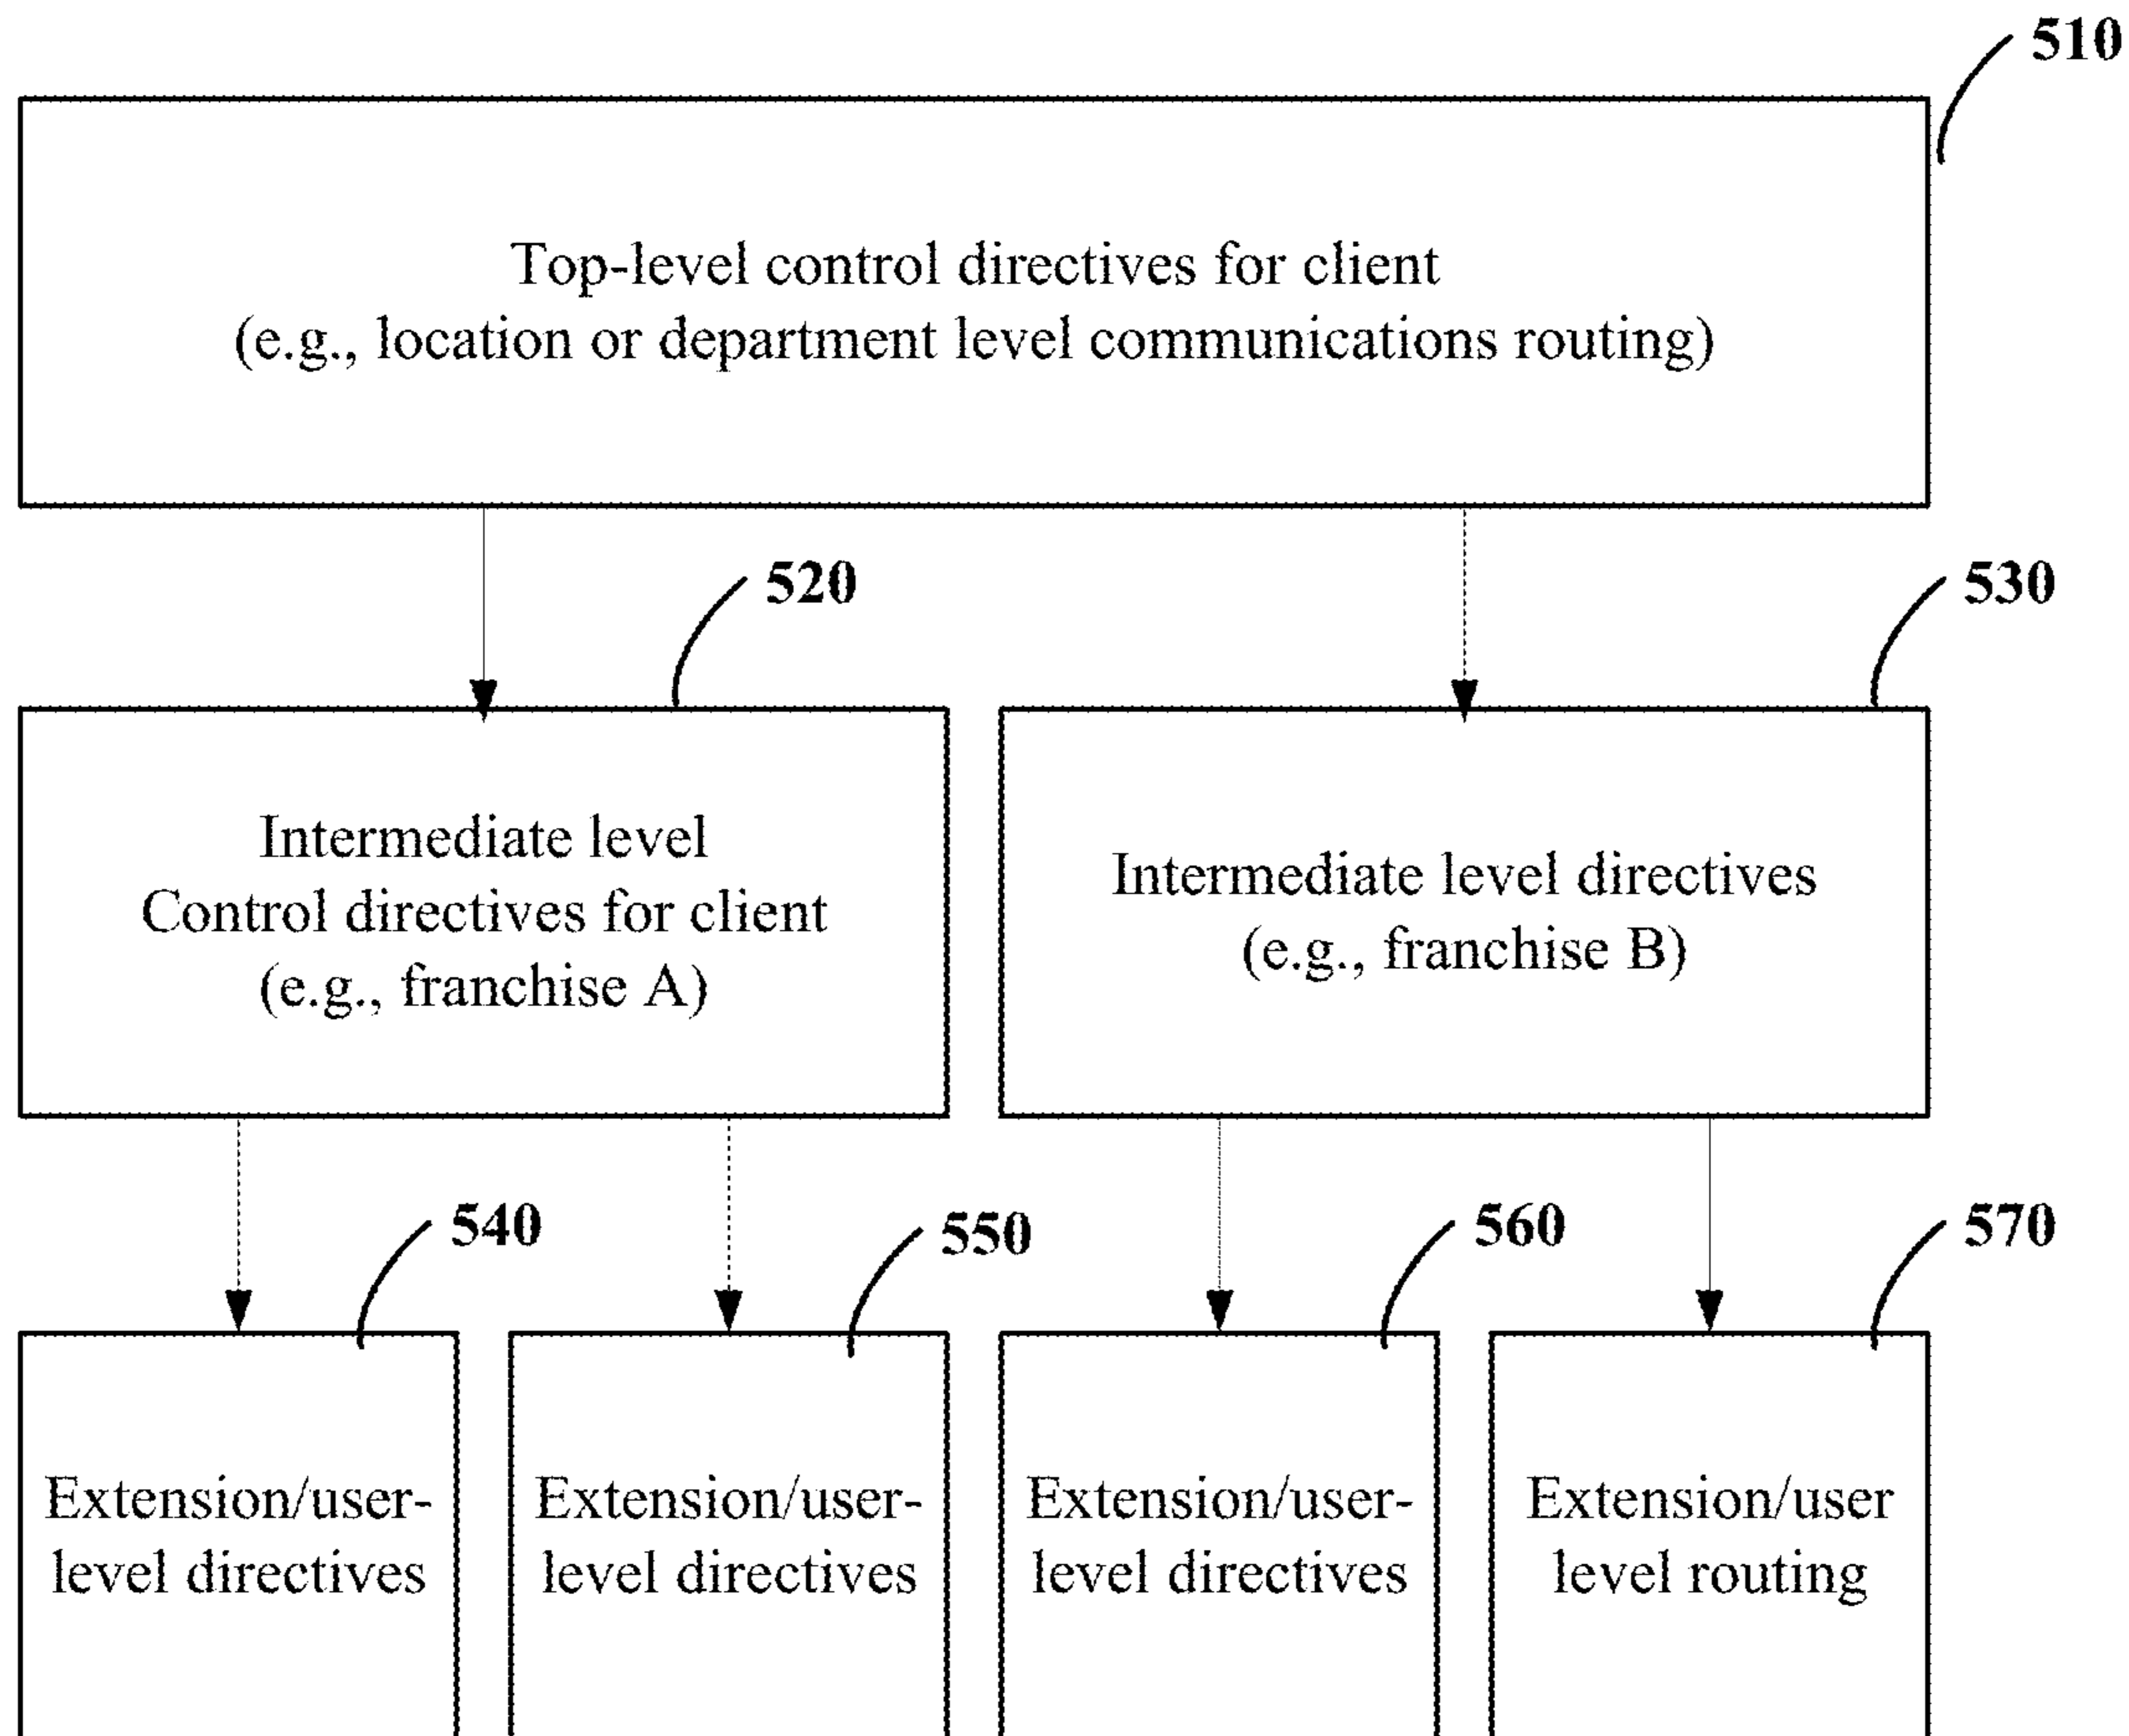 510
Top-level control directives for client
(e.g., location or department level communications routing)
520
530
Intermediate level
Control directives for client
(e.g., franchise A)
Intermediate level directives
(e.g., franchise B)
540
550
560
570
Extension/user-
level directives
Extension/user-
level directives
Extension/user-
level directives
Extension/user
level routing